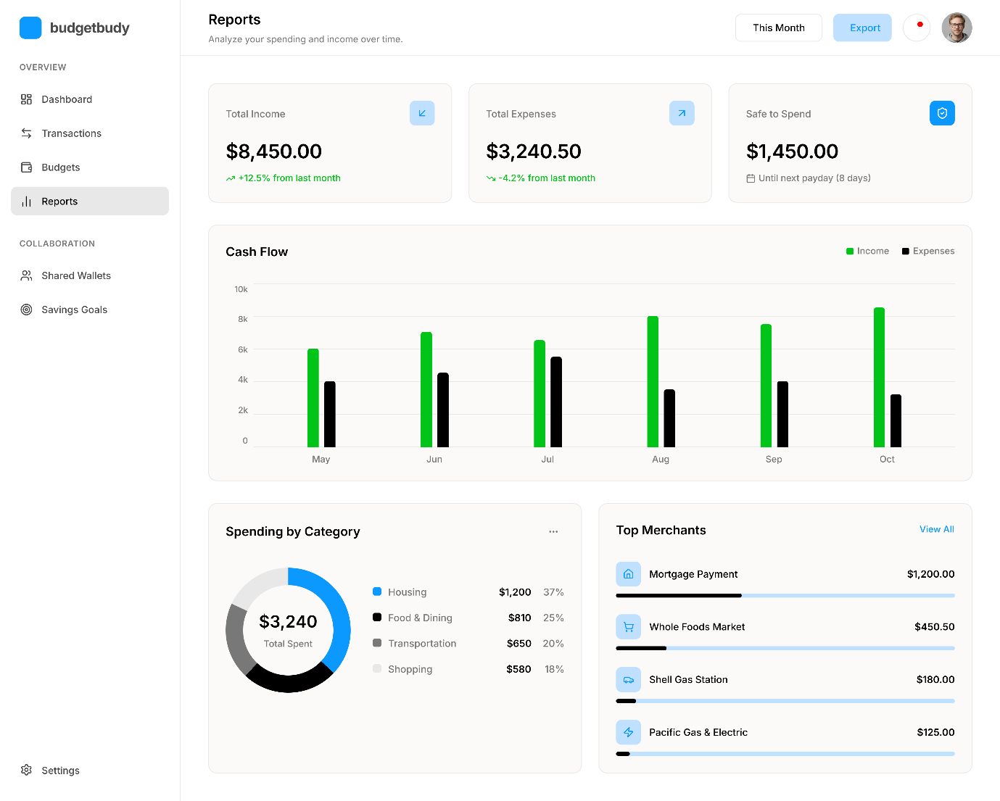 budgetbudy
OVERVIEW
Dashboard
Transactions
Budgets
Reports
COLLABORATION
Shared Wallets
Savings Goals
Settings
Reports
Analyze your spending and income over time.
This Month
Export
Total Income
$8,450.00
+12.5% from last month
Total Expenses
$3,240.50
-4.2% from last month
Safe to Spend
$1,450.00
Until next payday (8 days)
Cash Flow
Income
Expenses
10k
8k
6k
4k
2k
0
May
Jun
Jul
Aug
Sep
Oct
Spending by Category
$3,240
Total Spent
Housing $1,200 37%
Food & Dining $810 25%
Transportation $650 20%
Shopping $580 18%
Top Merchants
View All
Mortgage Payment $1,200.00
Whole Foods Market $450.50
Shell Gas Station $180.00
Pacific Gas & Electric $125.00